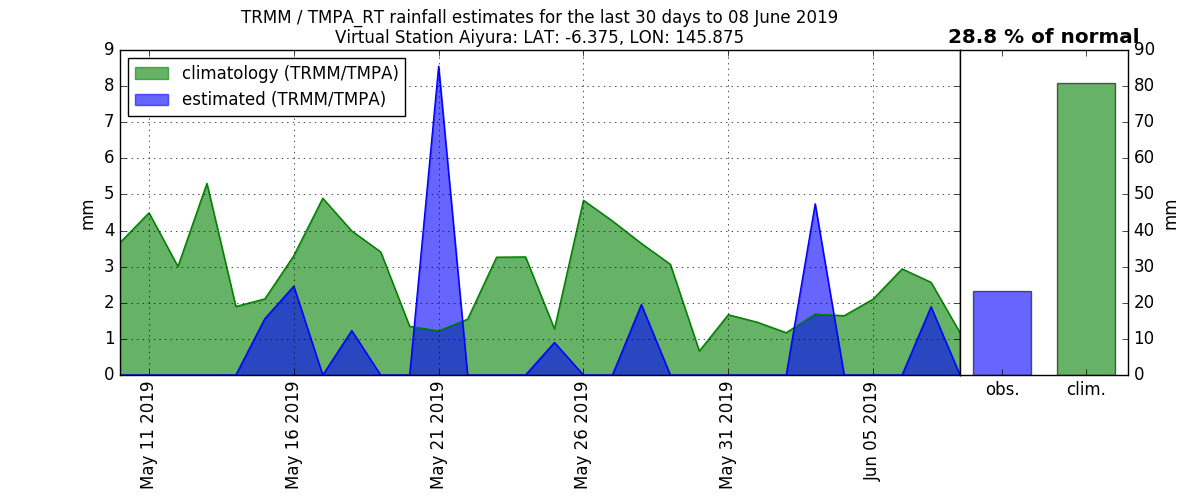 TRMM / TMPA_RT rainfall estimates for the last 30 days to 08 June 2019
Virtual Station Aiyura: LAT: -6.375, LON: 145.875
28.8 % of normal
climatology (TRMM/TMPA)
estimated (TRMM/TMPA)
9
8
7
6
5
4
3
2
1
0
mm
May 11 2019
May 16 2019
May 21 2019
May 26 2019
May 31 2019
Jun 05 2019
obs.
clim.
90
80
70
60
50
40
30
20
10
0
mm